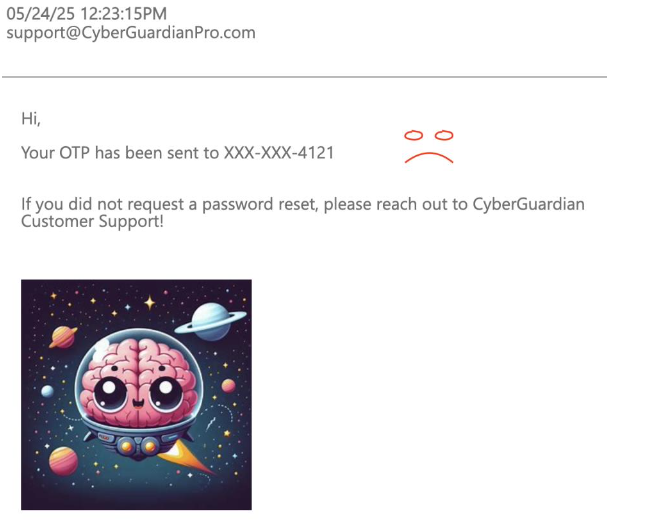 05/24/25 12:23:15PM
support@CyberGuardianPro.com
Hi,
Your OTP has been sent to XXX-XXX-4121
If you did not request a password reset, please reach out to CyberGuardian
Customer Support!